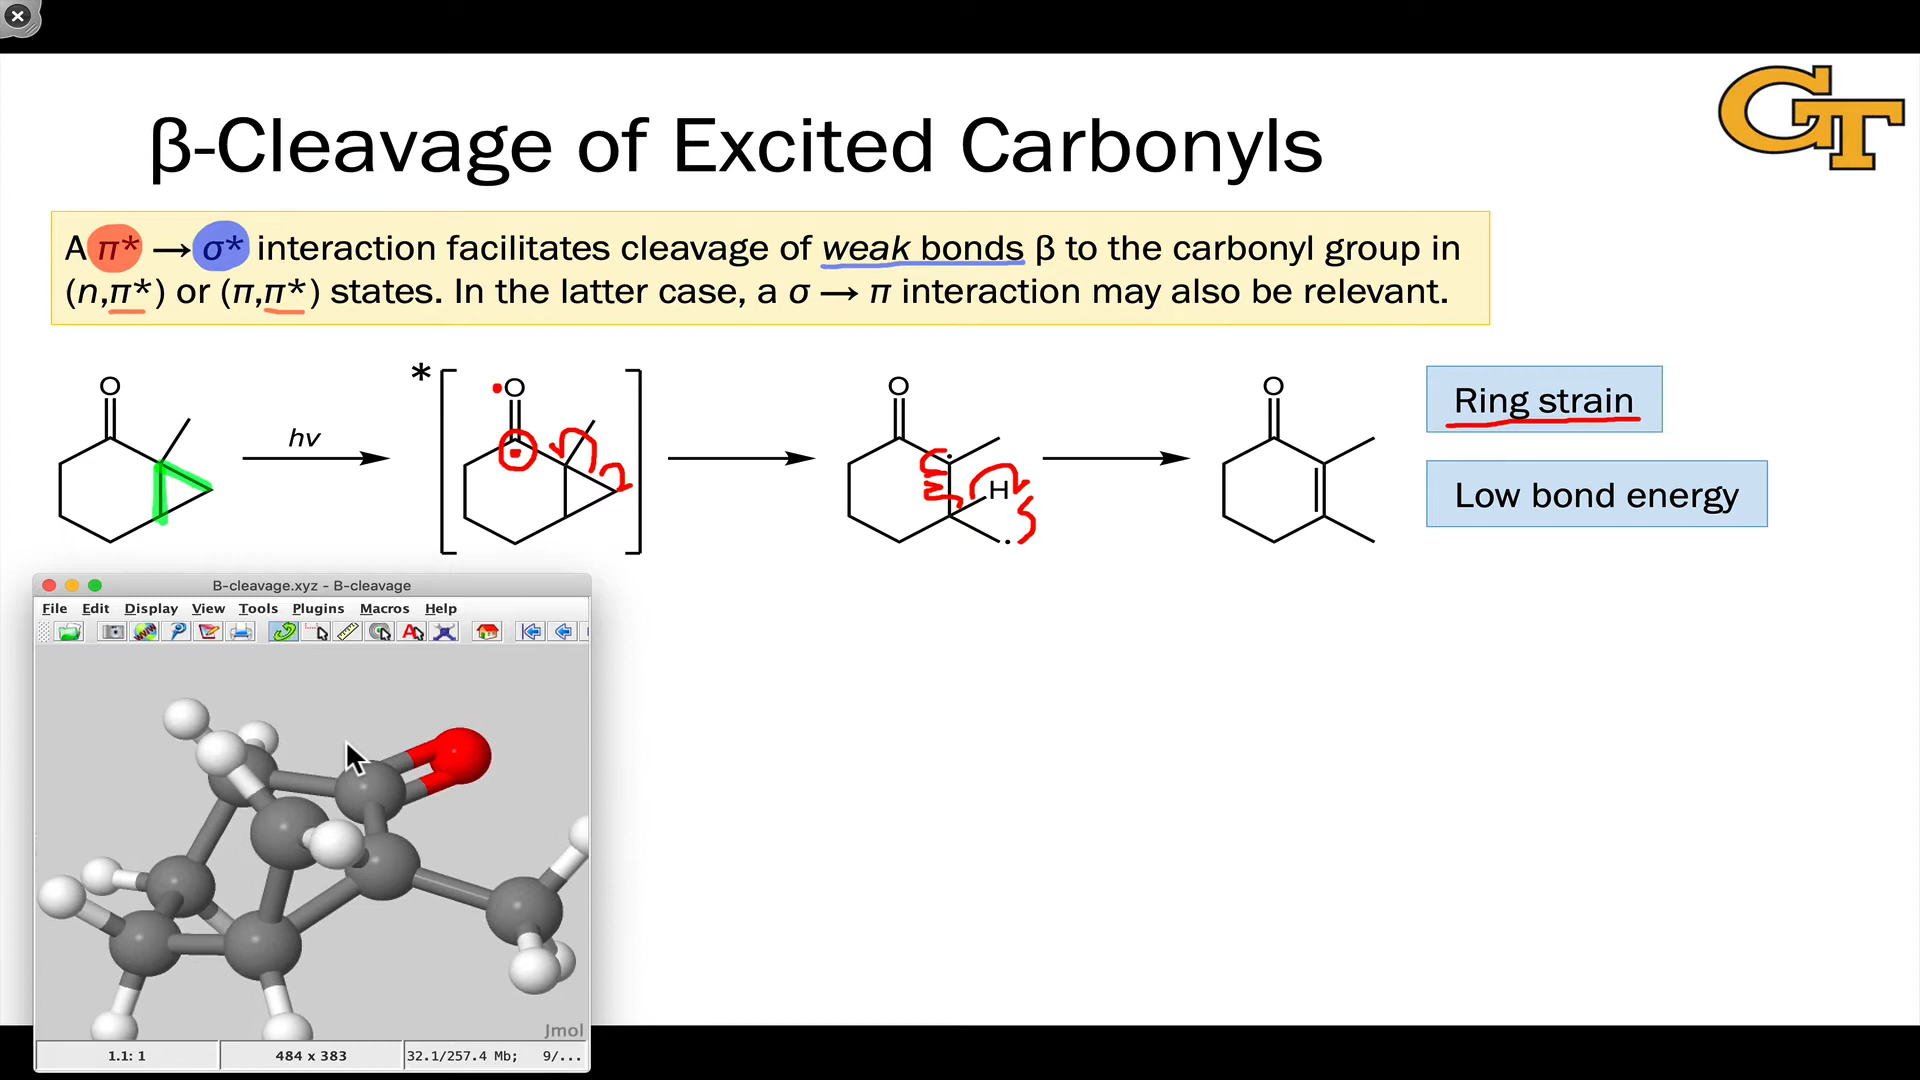 GT
β-Cleavage of Excited Carbonyls
A π* → σ* interaction facilitates cleavage of weak bonds β to the carbonyl group in
(n,π*) or (π,π*) states. In the latter case, a σ → π interaction may also be relevant.
O
hν
*
O
O
H
O
Ring strain
Low bond energy
B-cleavage.xyz - B-cleavage
File Edit Display View Tools Plugins Macros Help
Jmol
1.1: 1
484 x 383
32.1/257.4 Mb; 9/...